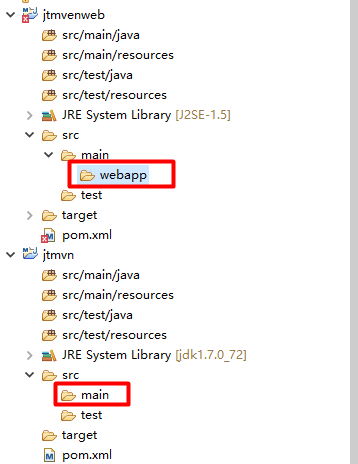 jtmvenweb
src/main/java
src/main/resources
src/test/java
src/test/resources
JRE System Library [J2SE-1.5]
src
main
webapp
test
target
pom.xml
jtmvn
src/main/java
src/main/resources
src/test/java
src/test/resources
JRE System Library [jdk1.7.0_72]
src
main
test
target
pom.xml